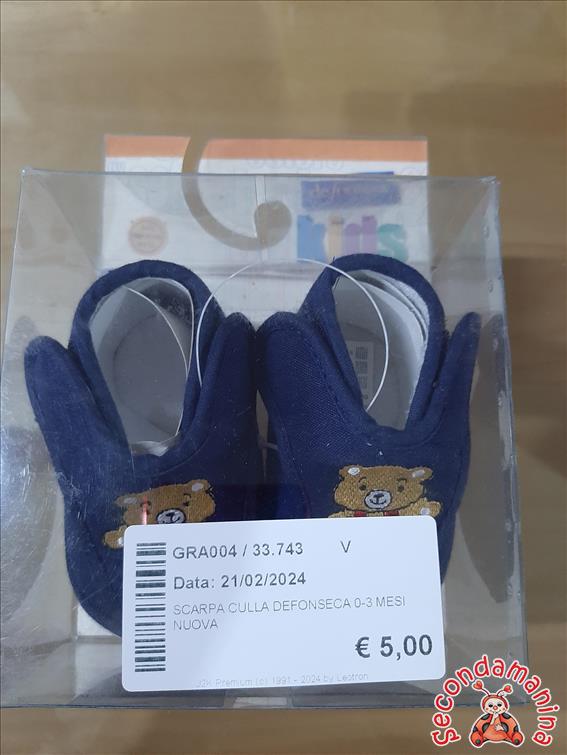 defonseca
kids
GRA004 / 33.743 V
Data: 21/02/2024
SCARPA CULLA DEFONSECA 0-3 MESI
NUOVA
€ 5,00
J2K Premium (c) 1991 - 2024 by Leotron
secondamanina